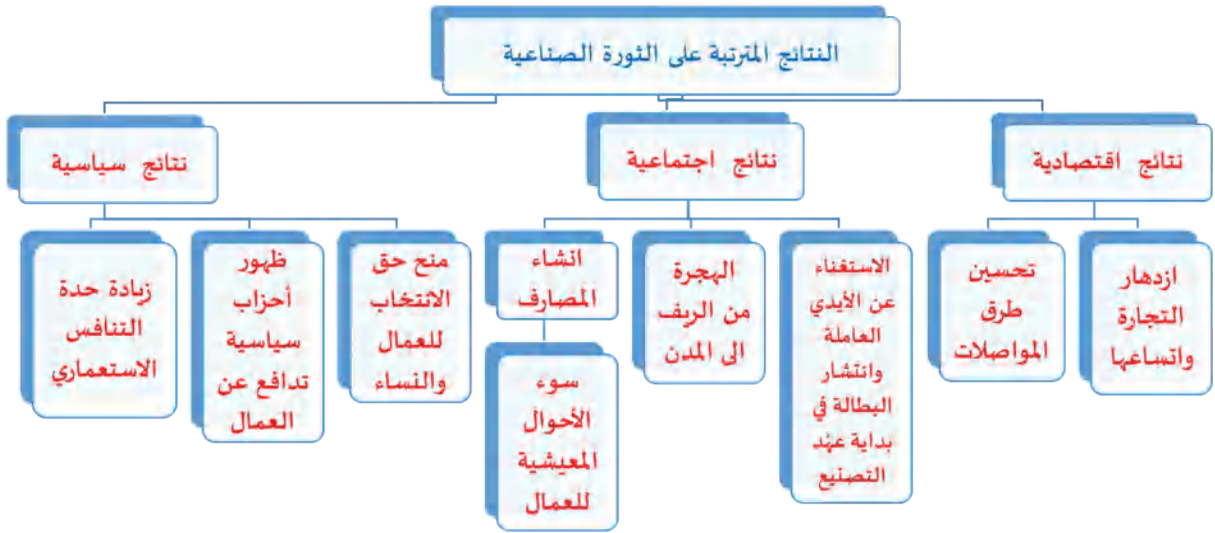 النتائج المترتبة على الثورة الصناعية
نتائج اقتصادية
ازدهار
التجارة
واتساعها
تحسين
طرق
المواصلات
نتائج اجتماعية
الاستغناء
عن الأيدي
العاملة
وانتشار
البطالة في
بداية عهد
التصنيع
الهجرة
من الريف
الى المدن
انشاء
المصارف
سوء
الأحوال
المعيشية
للعمال
نتائج سياسية
منح حق
الانتخاب
للعمال
والنساء
ظهور
أحزاب
سياسية
تدافع عن
العمال
زيادة حدة
التنافس
الاستعماري